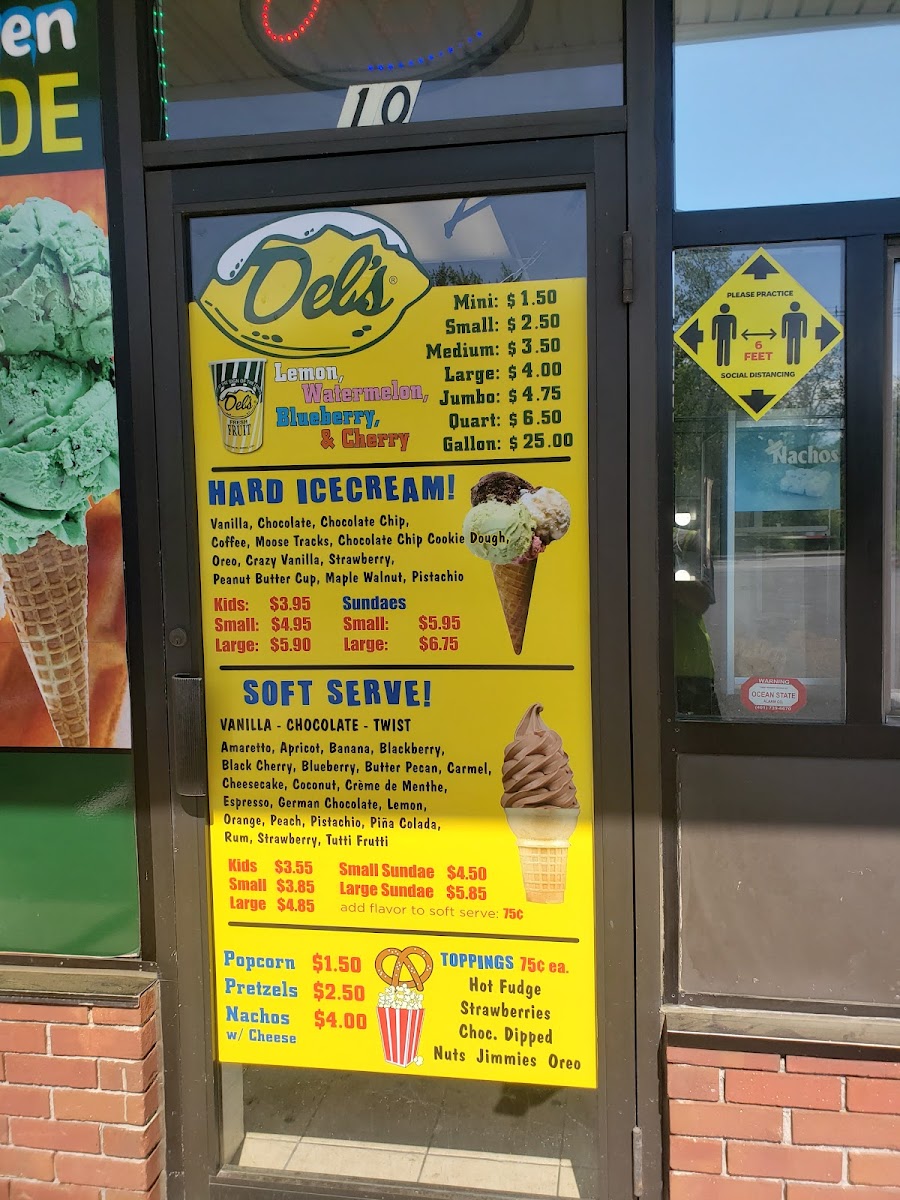 en
DE
10
Del's®
Mini: $1.50
Small: $2.50
Medium: $3.50
Large: $4.00
Jumbo: $4.75
Quart: $6.50
Gallon: $25.00
Lemon,
Watermelon,
Blueberry,
& Cherry
Del's
FRUIT
HARD ICECREAM!
Vanilla, Chocolate, Chocolate Chip,
Coffee, Moose Tracks, Chocolate Chip Cookie Dough,
Oreo, Crazy Vanilla, Strawberry,
Peanut Butter Cup, Maple Walnut, Pistachio
Kids: $3.95
Small: $4.95
Large: $5.90
Sundaes
Small: $5.95
Large: $6.75
SOFT SERVE!
VANILLA - CHOCOLATE - TWIST
Amaretto, Apricot, Banana, Blackberry,
Black Cherry, Blueberry, Butter Pecan, Carmel,
Cheesecake, Coconut, Crème de Menthe,
Espresso, German Chocolate, Lemon,
Orange, Peach, Pistachio, Piña Colada,
Rum, Strawberry, Tutti Frutti
Kids $3.55
Small $3.85
Large $4.85
Small Sundae $4.50
Large Sundae $5.85
add flavor to soft serve: 75¢
Popcorn $1.50
Pretzels $2.50
Nachos $4.00
w/ Cheese
TOPPINGS 75¢ ea.
Hot Fudge
Strawberries
Choc. Dipped
Nuts Jimmies Oreo
PLEASE PRACTICE
6
FEET
SOCIAL DISTANCING
Nachos
WARNING
OCEAN STATE